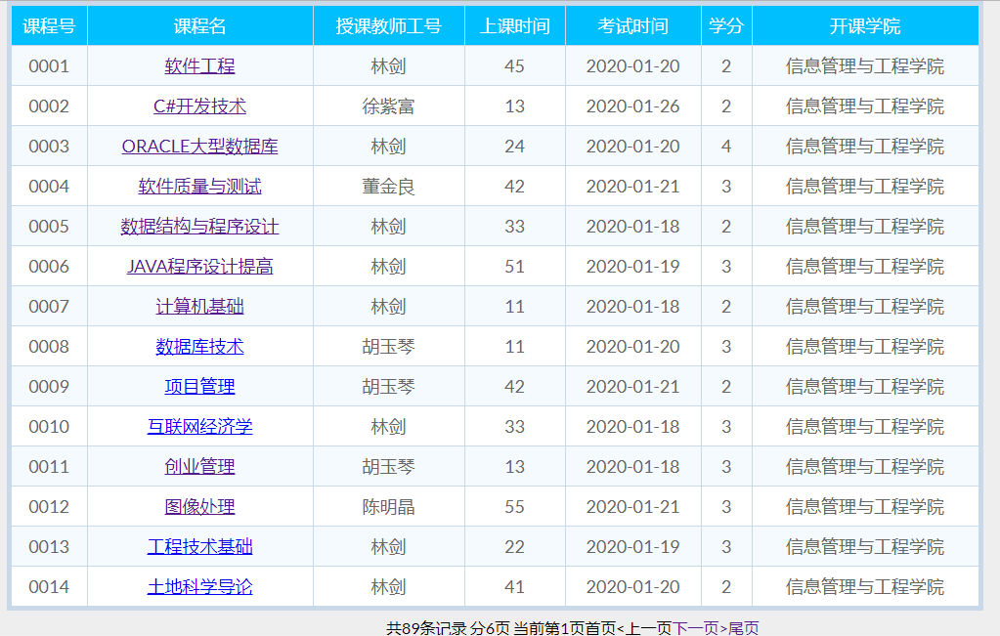 课程号 课程名 授课教师工号 上课时间 考试时间 学分 开课学院
0001 软件工程 林剑 45 2020-01-20 2 信息管理与工程学院
0002 C#开发技术 徐紫富 13 2020-01-26 2 信息管理与工程学院
0003 ORACLE大型数据库 林剑 24 2020-01-20 4 信息管理与工程学院
0004 软件质量与测试 董金良 42 2020-01-21 3 信息管理与工程学院
0005 数据结构与程序设计 林剑 33 2020-01-18 2 信息管理与工程学院
0006 JAVA程序设计提高 林剑 51 2020-01-19 3 信息管理与工程学院
0007 计算机基础 林剑 11 2020-01-18 2 信息管理与工程学院
0008 数据库技术 胡玉琴 11 2020-01-20 3 信息管理与工程学院
0009 项目管理 胡玉琴 42 2020-01-21 2 信息管理与工程学院
0010 互联网经济学 林剑 33 2020-01-18 3 信息管理与工程学院
0011 创业管理 胡玉琴 13 2020-01-18 3 信息管理与工程学院
0012 图像处理 陈明晶 55 2020-01-21 3 信息管理与工程学院
0013 工程技术基础 林剑 22 2020-01-19 3 信息管理与工程学院
0014 土地科学导论 林剑 41 2020-01-20 2 信息管理与工程学院
共89条记录 分6页 当前第1页首页<上一页下一页>尾页